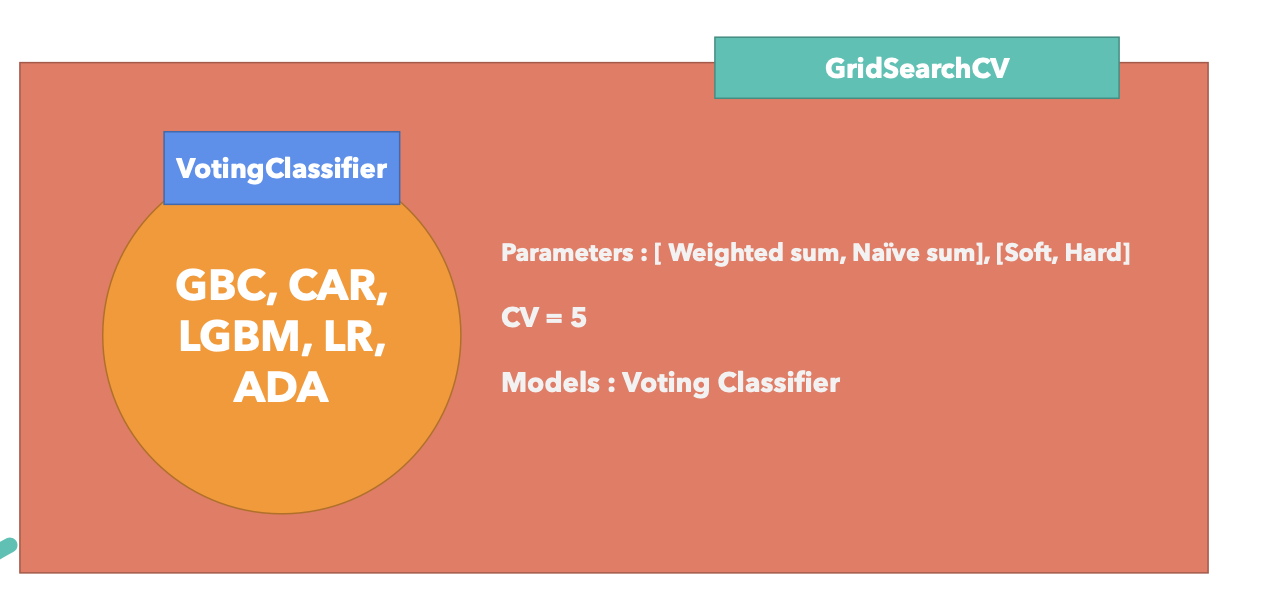 GridSearchCV
VotingClassifier
GBC, CAR,
LGBM, LR,
ADA
Parameters : [ Weighted sum, Naïve sum], [Soft, Hard]
CV = 5
Models : Voting Classifier